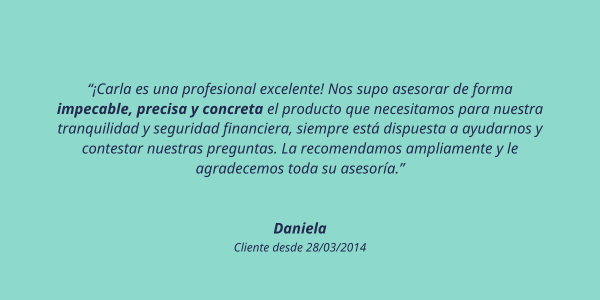 “¡Carla es una profesional excelente! Nos supo asesorar de forma
impecable, precisa y concreta el producto que necesitamos para nuestra
tranquilidad y seguridad financiera, siempre está dispuesta a ayudarnos y
contestar nuestras preguntas. La recomendamos ampliamente y le
agradecemos toda su asesoría.”
Daniela
Cliente desde 28/03/2014